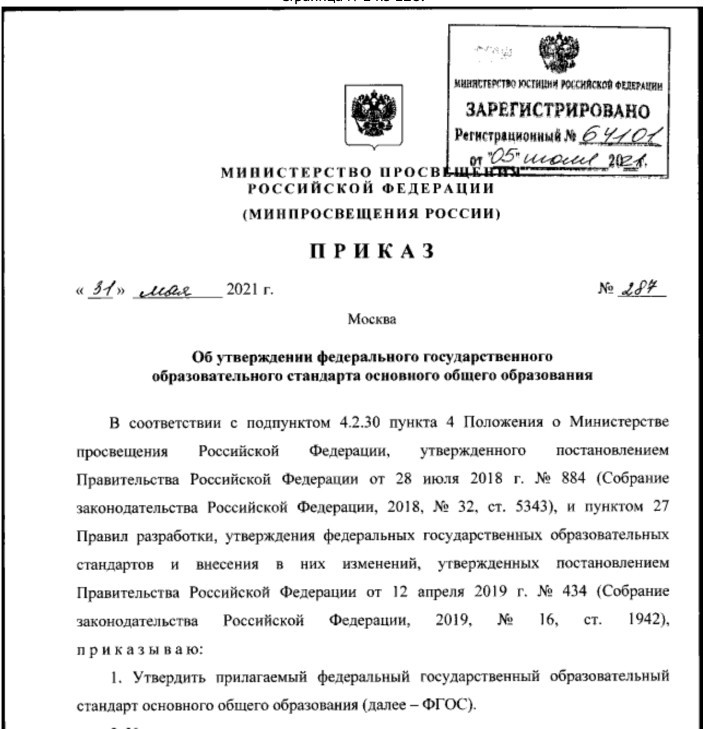 МИНИСТЕРСТВО ЮСТИЦИИ РОССИЙСКОЙ ФЕДЕРАЦИИ
ЗАРЕГИСТРИРОВАНО
Регистрационный № 64101
от "05" июля 2021.
МИНИСТЕРСТВО ПРОСВЕЩЕНИЯ
РОССИЙСКОЙ ФЕДЕРАЦИИ
(МИНПРОСВЕЩЕНИЯ РОССИИ)
ПРИКАЗ
« 31 » мая 2021 г. № 287
Москва
Об утверждении федерального государственного
образовательного стандарта основного общего образования
В соответствии с подпунктом 4.2.30 пункта 4 Положения о Министерстве
просвещения Российской Федерации, утвержденного постановлением
Правительства Российской Федерации от 28 июля 2018 г. № 884 (Собрание
законодательства Российской Федерации, 2018, № 32, ст. 5343), и пунктом 27
Правил разработки, утверждения федеральных государственных образовательных
стандартов и внесения в них изменений, утвержденных постановлением
Правительства Российской Федерации от 12 апреля 2019 г. № 434 (Собрание
законодательства Российской Федерации, 2019, № 16, ст. 1942),
приказываю:
1. Утвердить прилагаемый федеральный государственный образовательный
стандарт основного общего образования (далее – ФГОС).